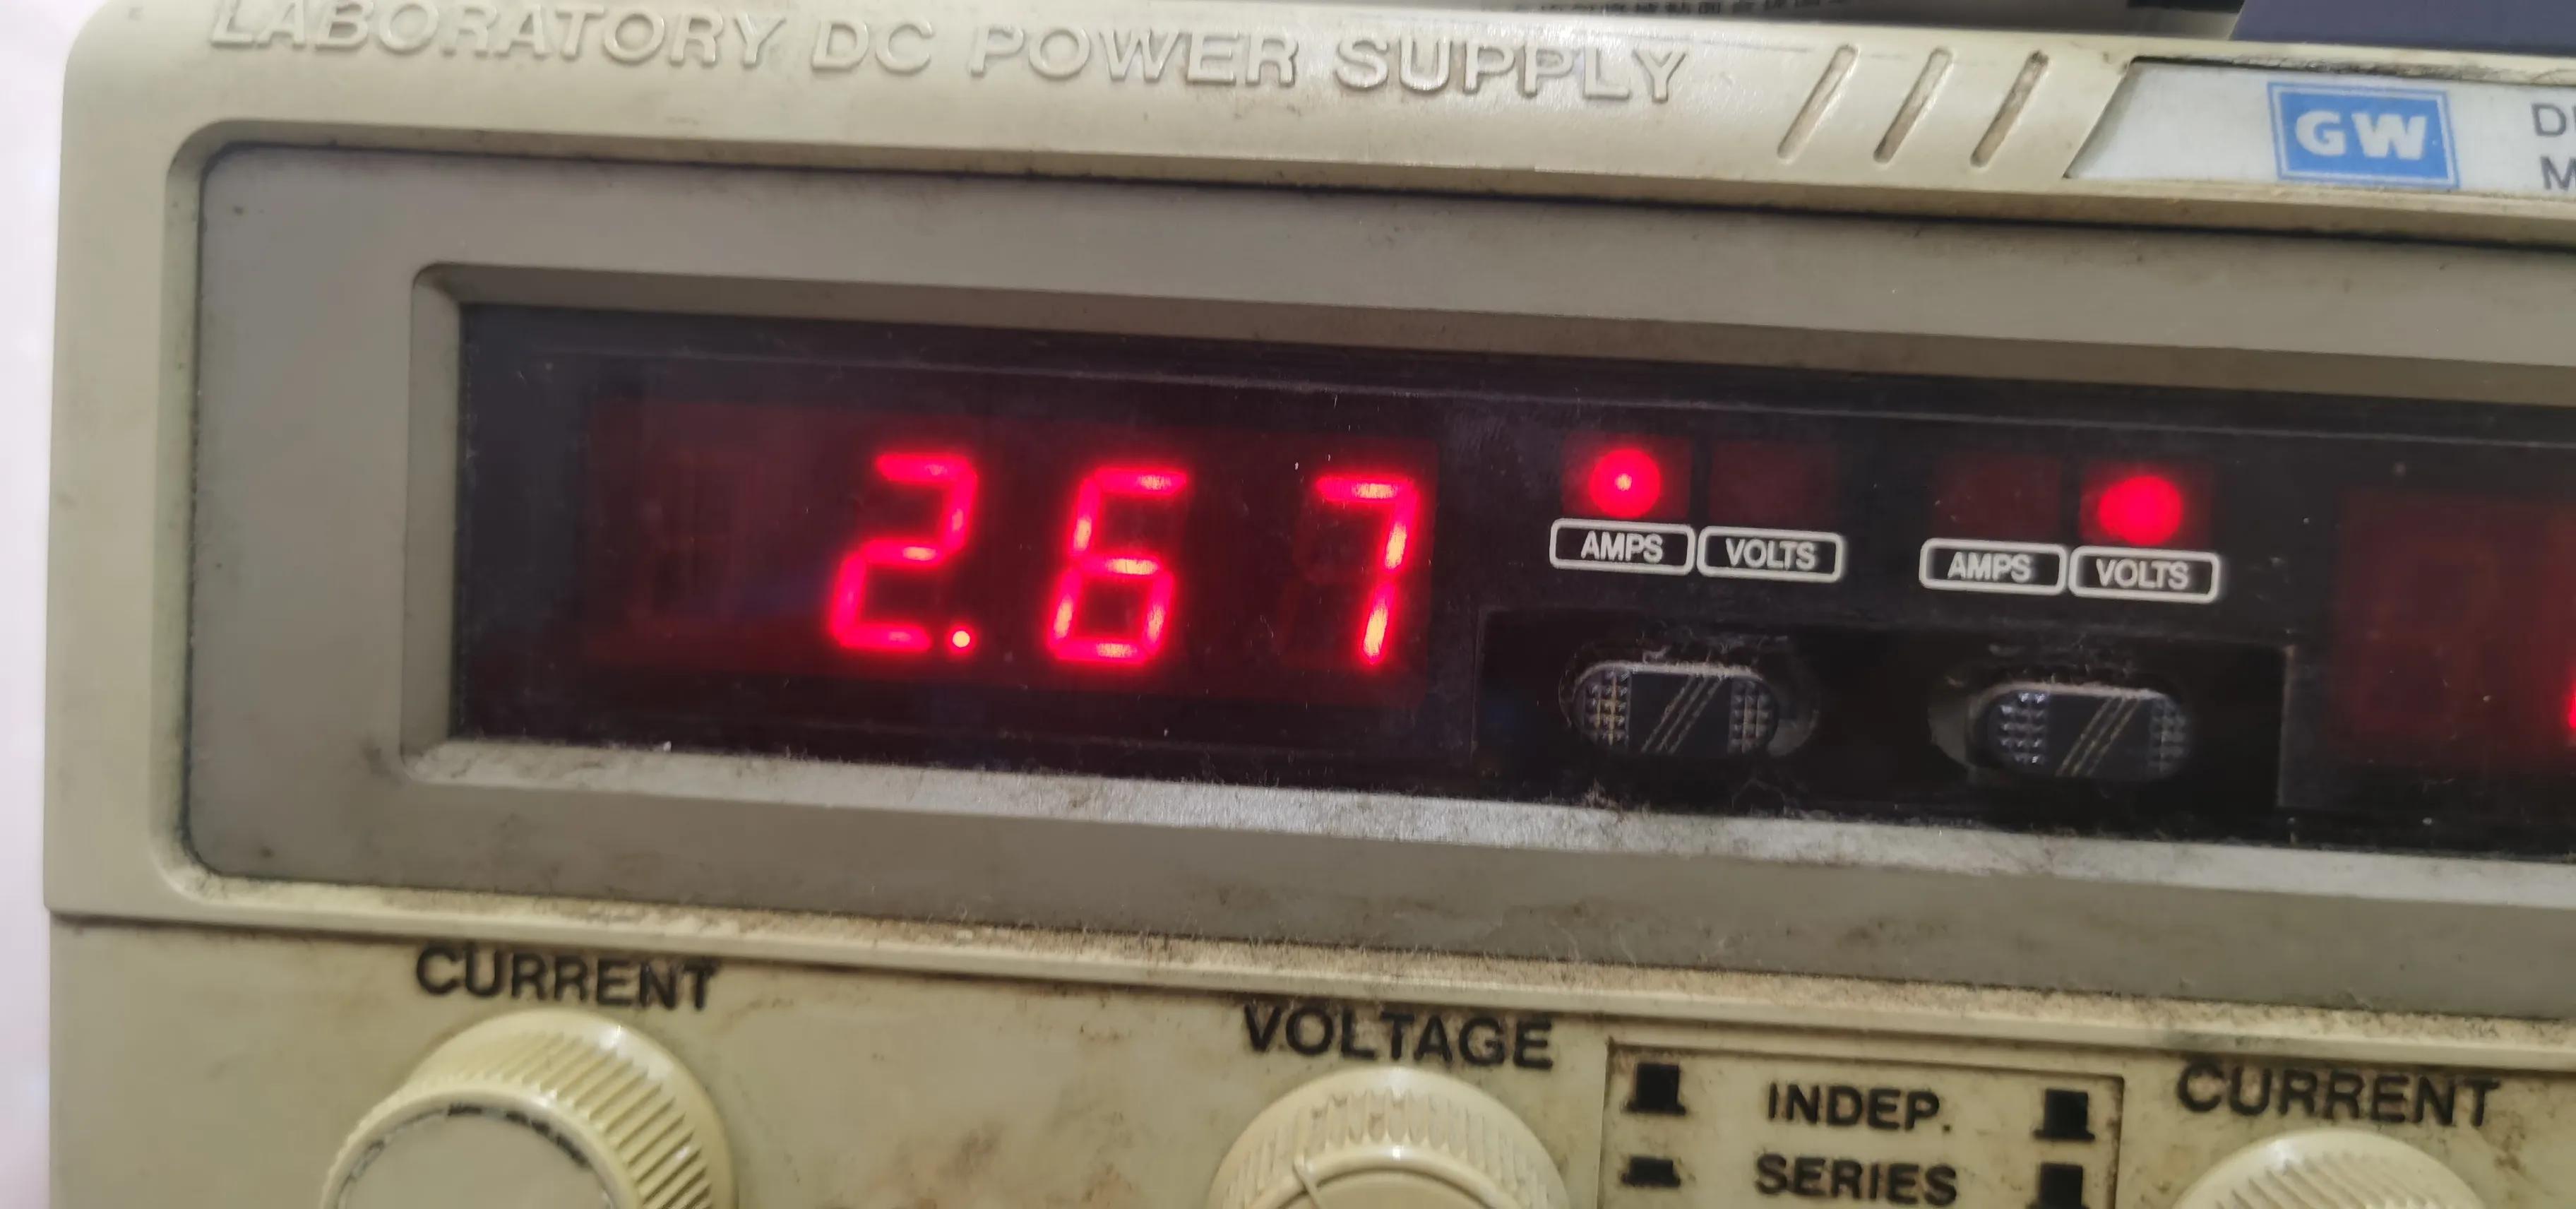 LABORATORY DC POWER SUPPLY
GW
2.67
AMPS VOLTS
AMPS VOLTS
CURRENT
VOLTAGE
INDEP.
SERIES
CURRENT